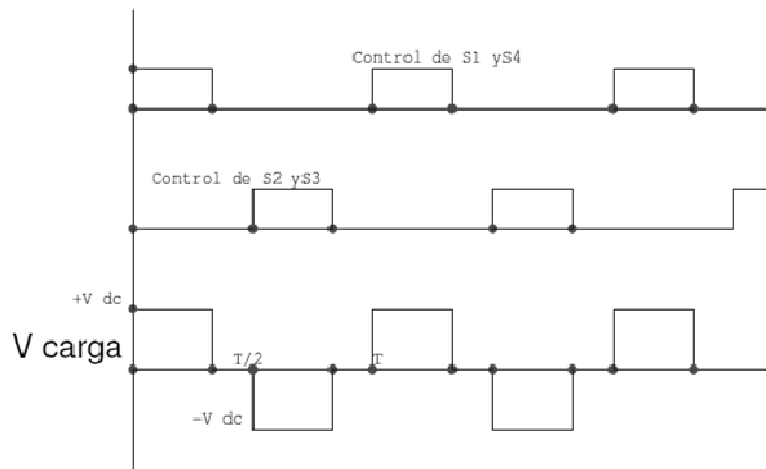 Control de S1 yS4
Control de S2 yS3
+V dc
V carga
T/2
T
-V dc